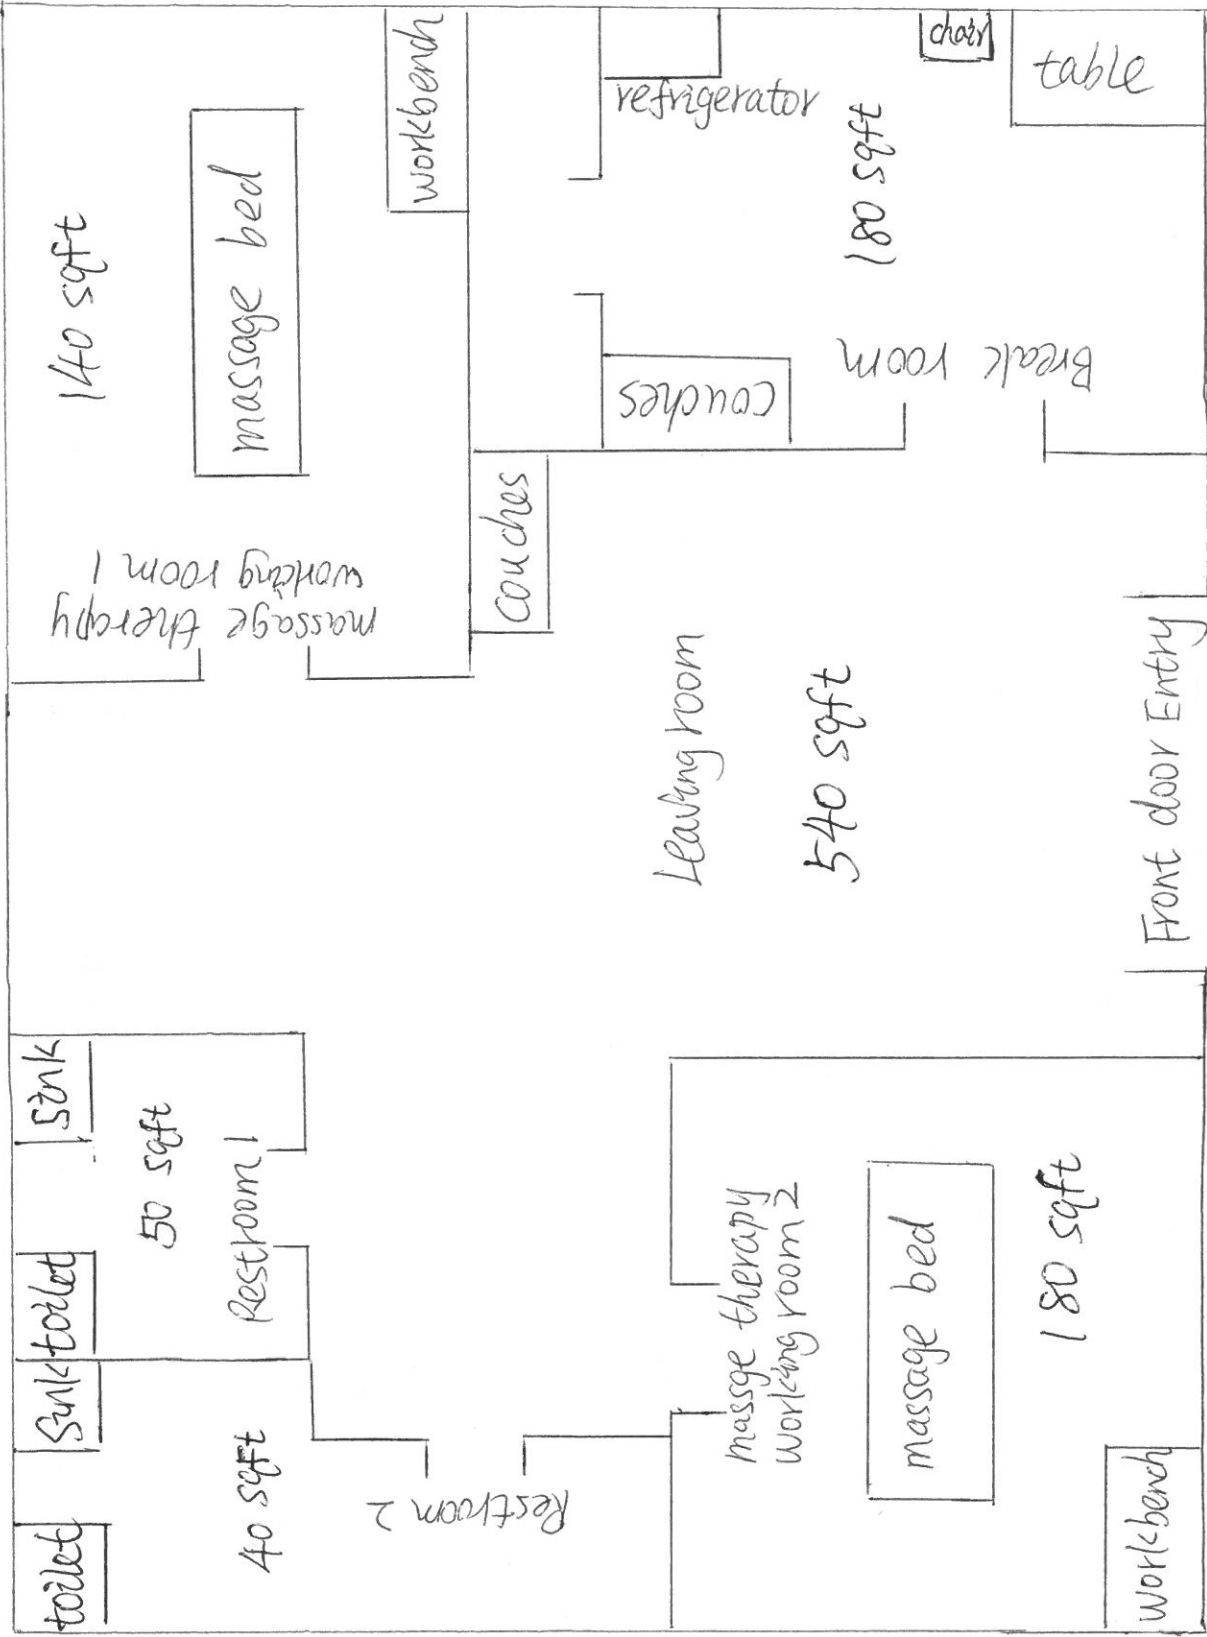 toilet
sink
toilet
sink
40 sqft
50 sqft
Restroom 1
Restroom 2
140 sqft
massage bed
massage therapy
working room 1
workbench
couches
refrigerator
chair
table
180 sqft
couches
Break room
Leaving room
540 sqft
massge therapy
working room 2
massage bed
180 sqft
workbench
Front door Entry